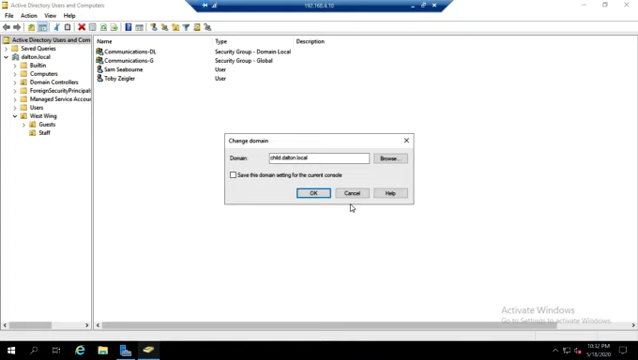 Active Directory Users and Computers
192.168.4.10
File Action View Help
Active Directory Users and Com
Saved Queries
dalton.local
Builtin
Computers
Domain Controllers
ForeignSecurityPrincipals
Managed Service Accou
Users
West Wing
Guests
Staff
Name Type Description
Communications-DL Security Group - Domain Local
Communications-G Security Group - Global
Sam Seabourne User
Toby Zeigler User
Change domain
Domain: child.dalton.local Browse...
Save this domain setting for the current console
OK Cancel Help
Activate Windows
Go to Settings to activate Windows.
10:32 PM
5/18/2020